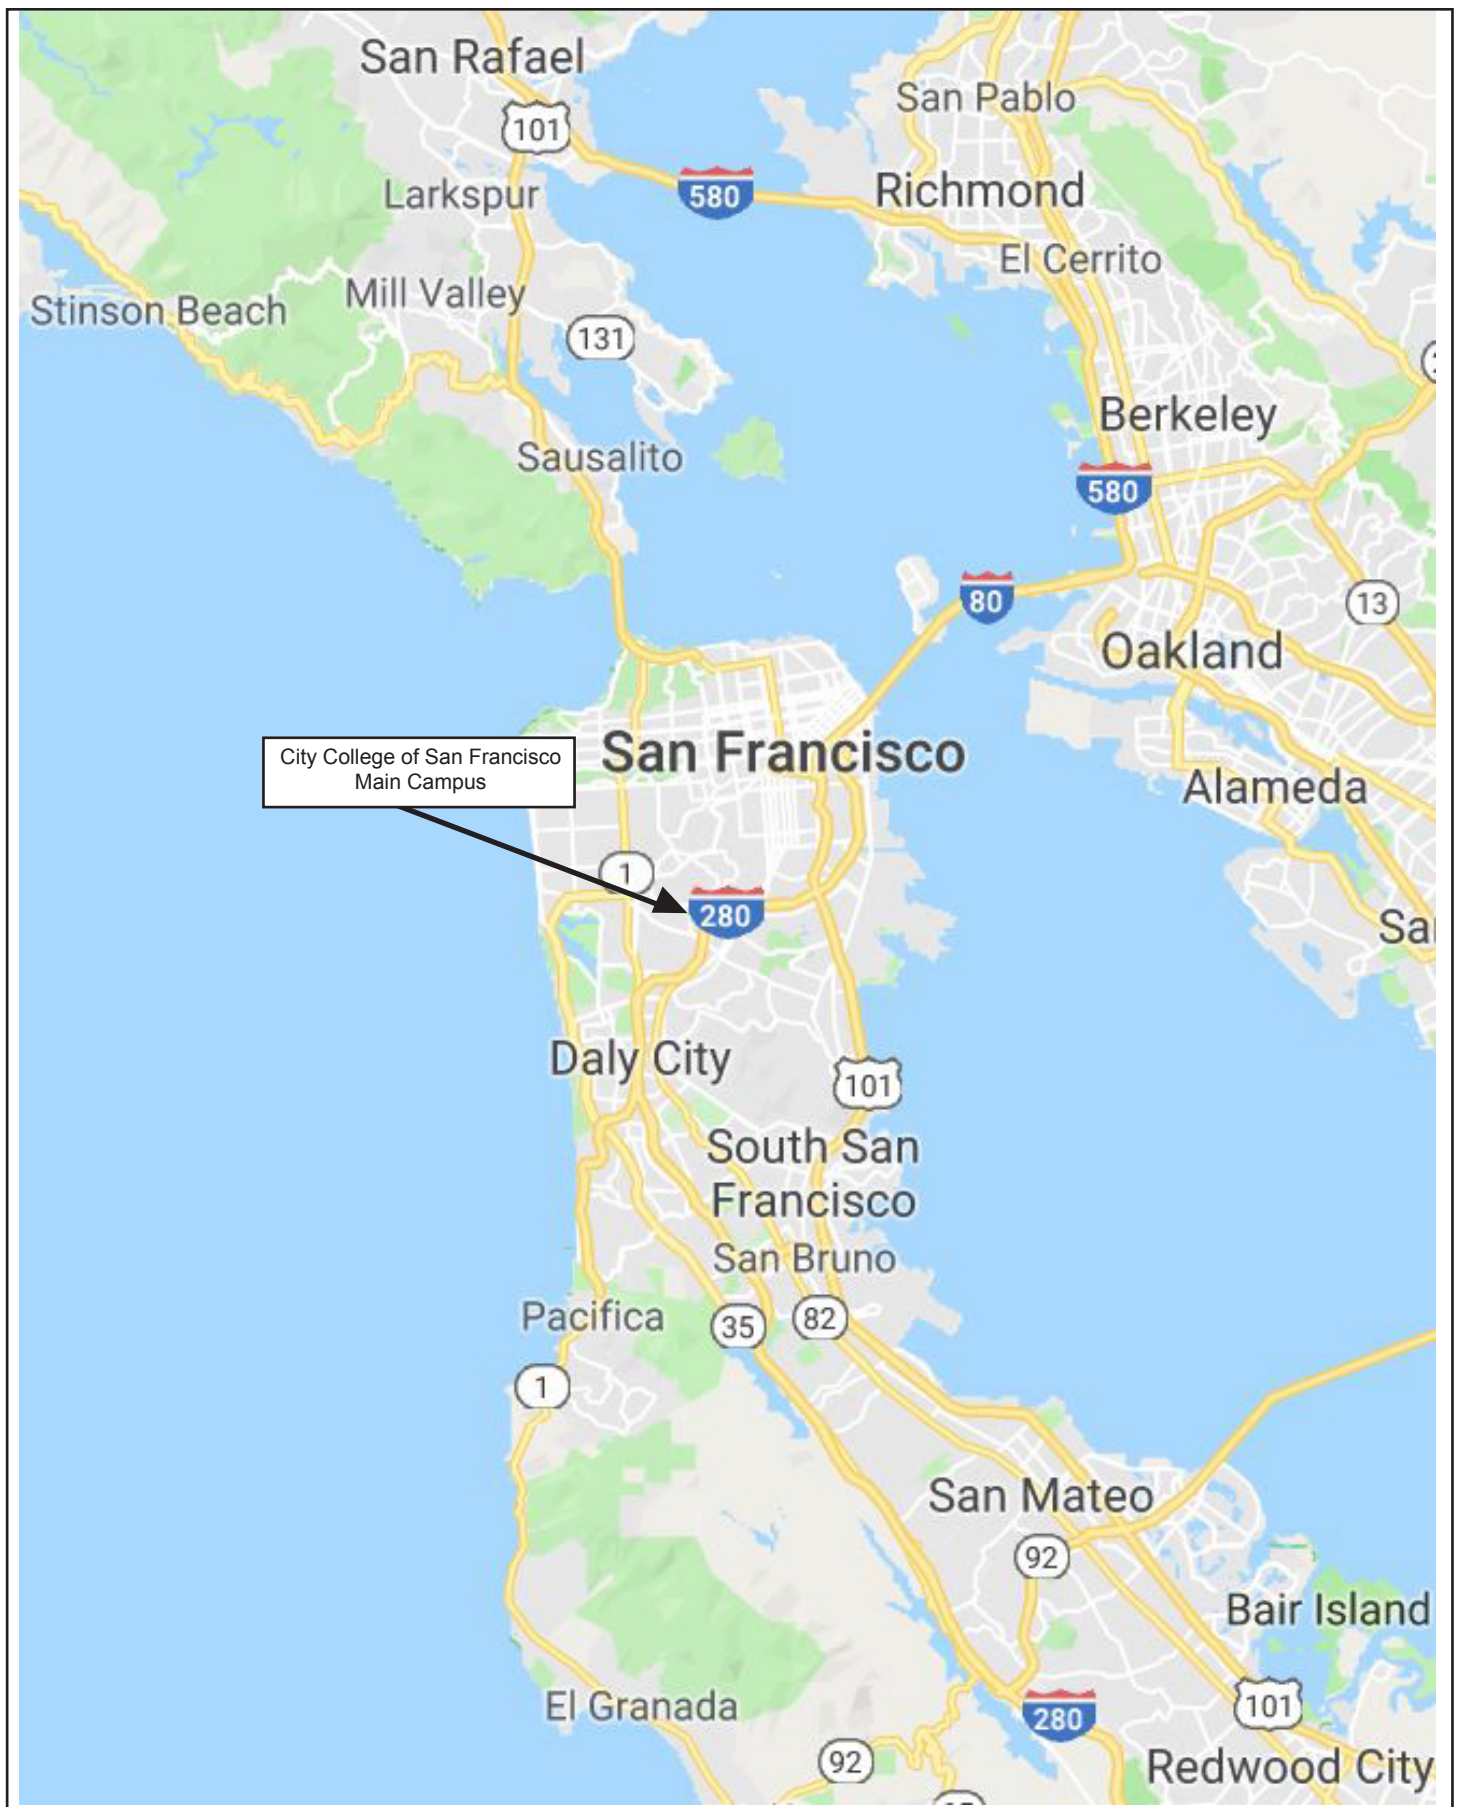 San Rafael
San Pablo
101
Larkspur
580
Richmond
El Cerrito
Stinson Beach
Mill Valley
131
Berkeley
Sausalito
580
80
13
Oakland
City College of San Francisco
Main Campus
San Francisco
Alameda
1
280
Daly City
101
South San
Francisco
San Bruno
Pacifica
35
82
1
San Mateo
92
Bair Island
El Granada
101
280
92
Redwood City